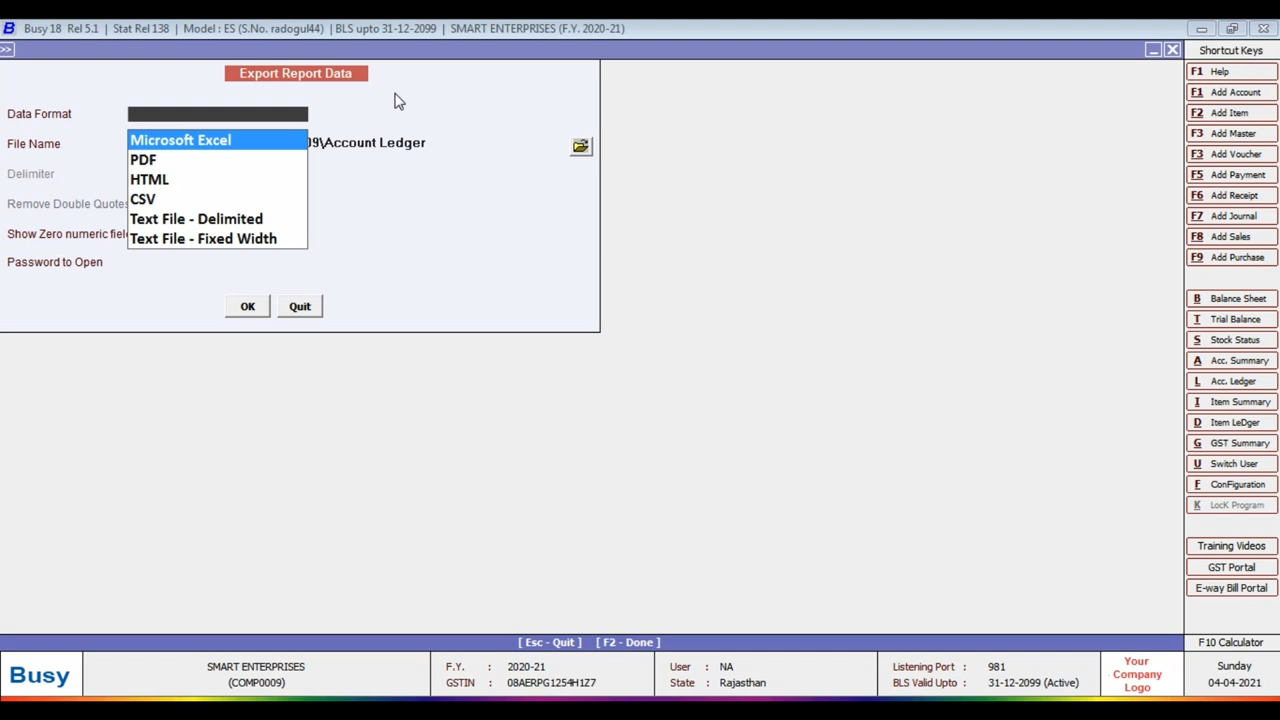 Busy 18 Rel 5.1 | Stat Rel 138 | Model : ES (S.No. radogul44) | BLS upto 31-12-2099 | SMART ENTERPRISES (F.Y. 2020-21)
>>
Export Report Data
Data Format
Microsoft Excel
File Name
09\Account Ledger
PDF
Delimiter
HTML
Remove Double Quotes
CSV
Text File - Delimited
Show Zero numeric fiel
Text File - Fixed Width
Password to Open
OK
Quit
Shortcut Keys
F1 Help
F1 Add Account
F2 Add Item
F3 Add Master
F3 Add Voucher
F5 Add Payment
F6 Add Receipt
F7 Add Journal
F8 Add Sales
F9 Add Purchase
B Balance Sheet
T Trial Balance
S Stock Status
A Acc. Summary
L Acc. Ledger
I Item Summary
D Item LeDger
G GST Summary
U Switch User
F ConFiguration
K LocK Program
Training Videos
GST Portal
E-way Bill Portal
[ Esc - Quit ] [ F2 - Done ]
F10 Calculator
Busy
SMART ENTERPRISES
(COMP0009)
F.Y. : 2020-21
GSTIN : 08AERPG1254H1Z7
User : NA
State : Rajasthan
Listening Port : 981
BLS Valid Upto : 31-12-2099 (Active)
Your
Company
Logo
Sunday
04-04-2021